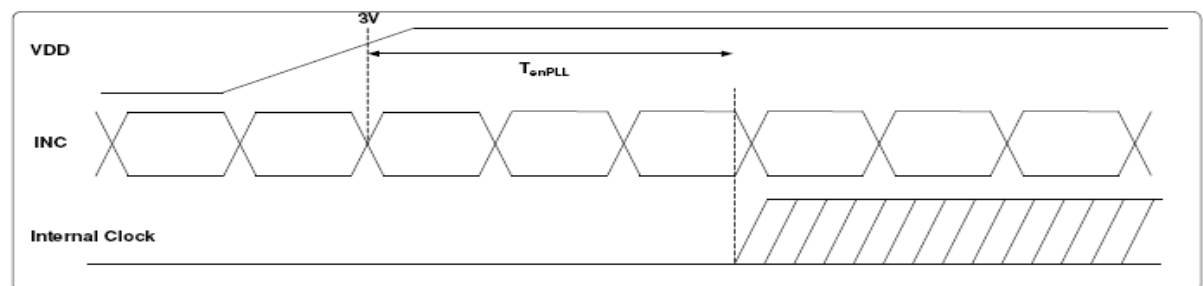 3V
VDD
TenPLL
INC
Internal Clock